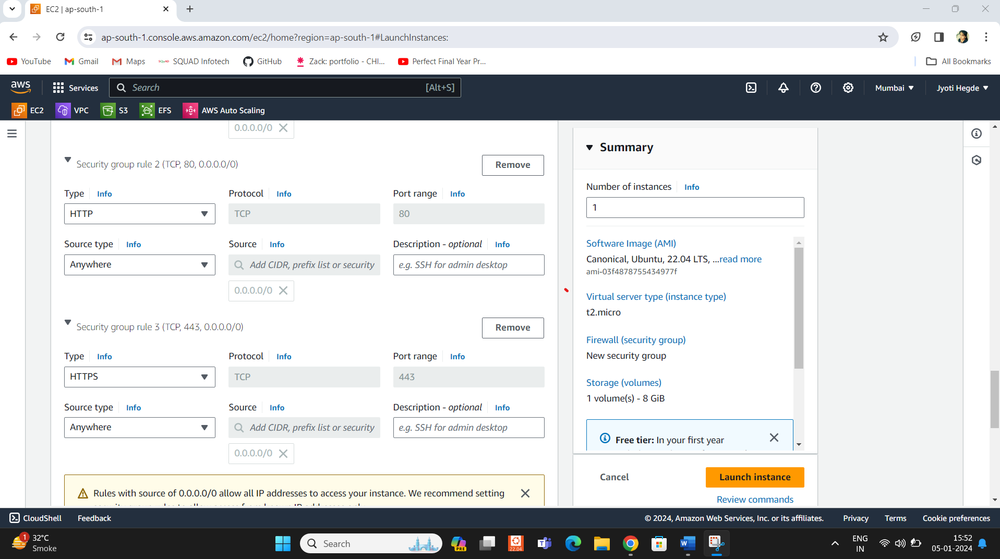 EC2 | ap-south-1
ap-south-1.console.aws.amazon.com/ec2/home?region=ap-south-1#LaunchInstances:
YouTube
Gmail
Maps
SQUAD SQUAD Infotech
GitHub
Zack: portfolio - CHI...
Perfect Final Year Pr...
All Bookmarks
aws
Services
Search
[Alt+S]
Mumbai
Jyoti Hegde
EC2
VPC
S3
EFS
AWS Auto Scaling
0.0.0.0/0
Security group rule 2 (TCP, 80, 0.0.0.0/0)
Remove
Type Info
Protocol Info
Port range Info
HTTP
TCP
80
Source type Info
Source Info
Description - optional Info
Anywhere
Add CIDR, prefix list or security
e.g. SSH for admin desktop
0.0.0.0/0
Security group rule 3 (TCP, 443, 0.0.0.0/0)
Remove
Type Info
Protocol Info
Port range Info
HTTPS
TCP
443
Source type Info
Source Info
Description - optional Info
Anywhere
Add CIDR, prefix list or security
e.g. SSH for admin desktop
0.0.0.0/0
Rules with source of 0.0.0.0/0 allow all IP addresses to access your instance. We recommend setting
Summary
Number of instances Info
1
Software Image (AMI)
Canonical, Ubuntu, 22.04 LTS, ...read more
ami-03f4878755434977f
Virtual server type (instance type)
t2.micro
Firewall (security group)
New security group
Storage (volumes)
1 volume(s) - 8 GiB
Free tier: In your first year
Cancel
Launch instance
Review commands
CloudShell
Feedback
© 2024, Amazon Web Services, Inc. or its affiliates.
Privacy
Terms
Cookie preferences
1
32°C
Smoke
Search
PRE
22.04
T
W
ENG
IN
15:52
05-01-2024